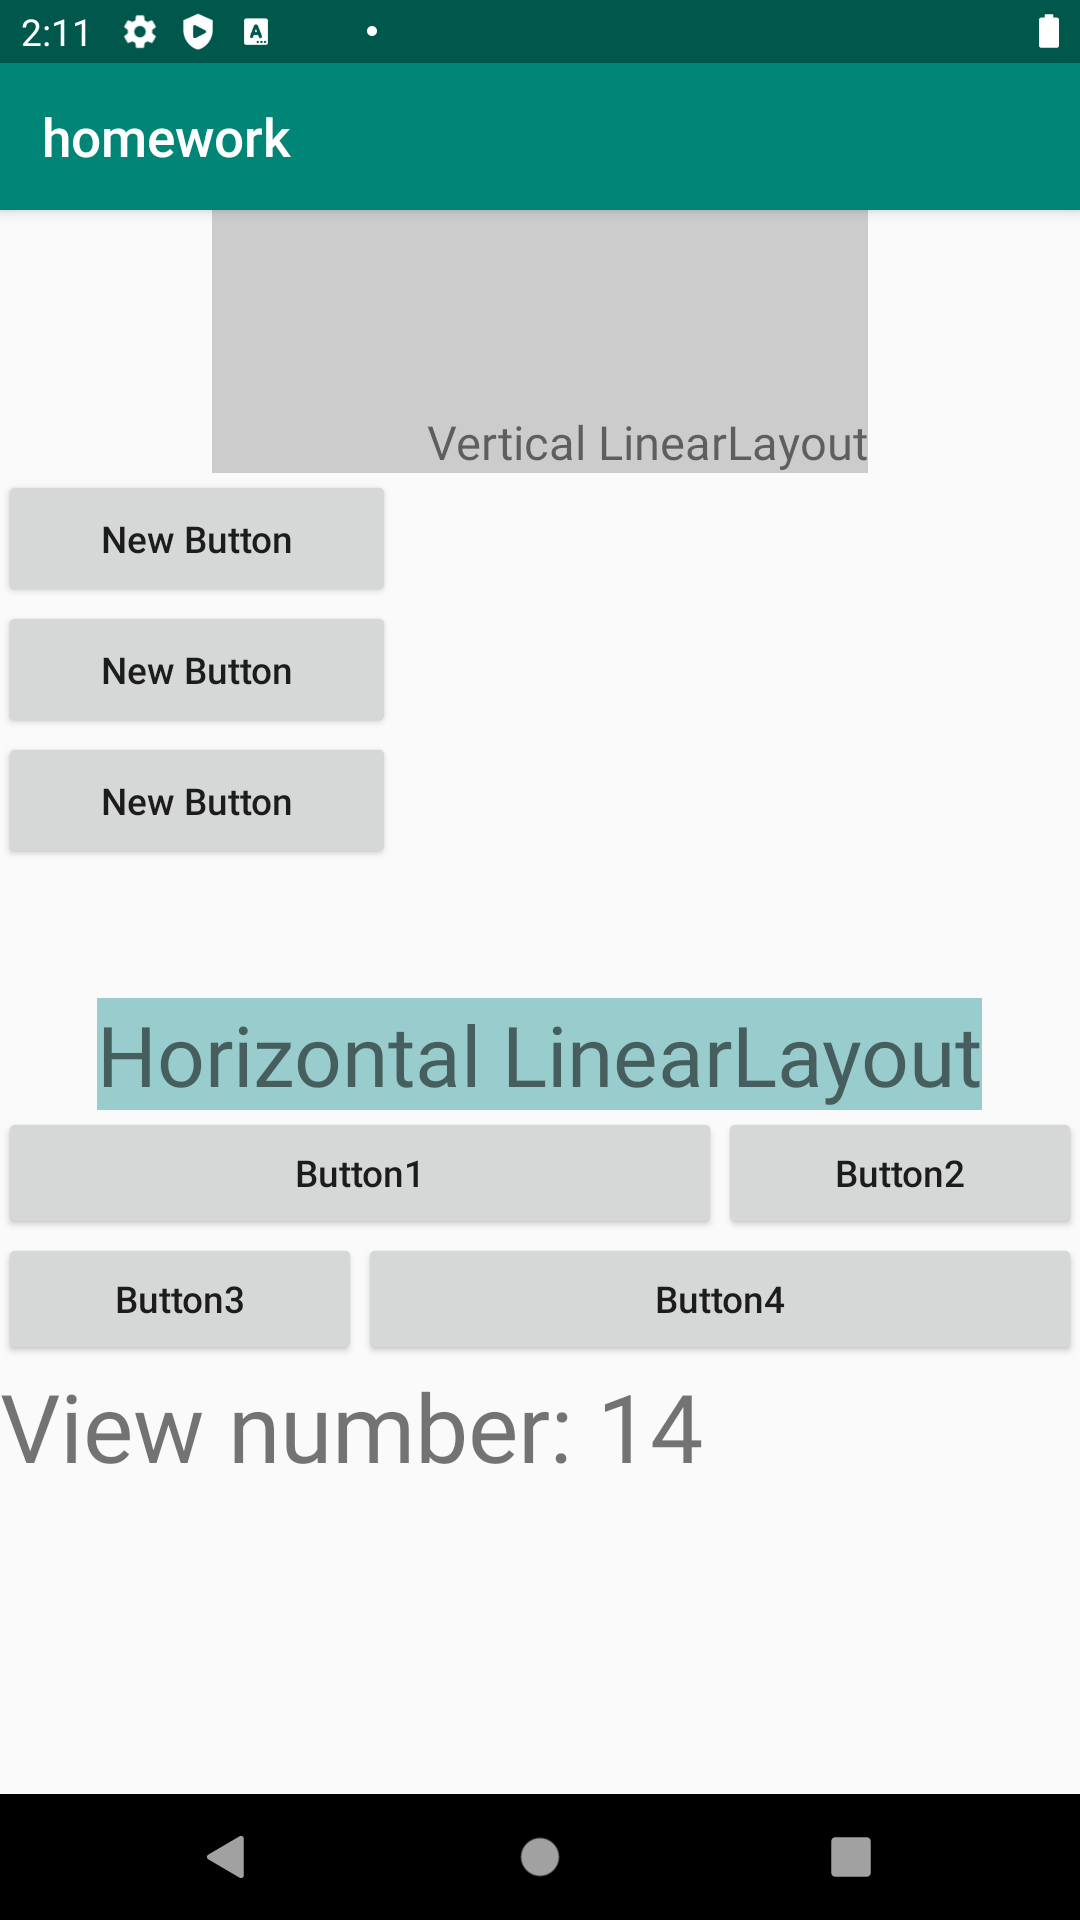 2:11
homework
Vertical LinearLayout
New Button
New Button
New Button
Horizontal LinearLayout
Button1 Button2
Button3 Button4
View number: 14